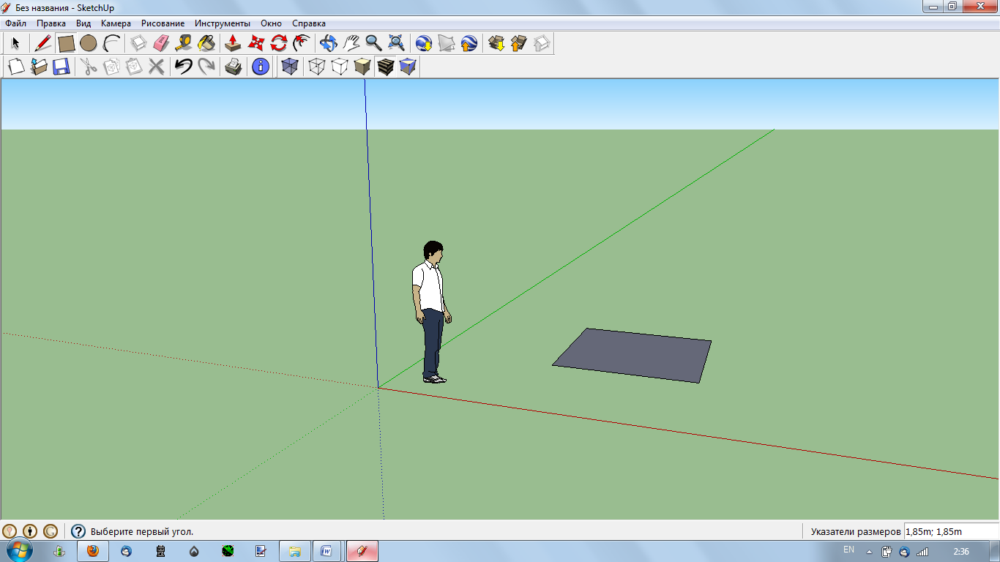 Без названия - SketchUp
Файл Правка Вид Камера Рисование Инструменты Окно Справка
Выберите первый угол.
Указатели размеров 1,85m; 1,85m
EN
2:36